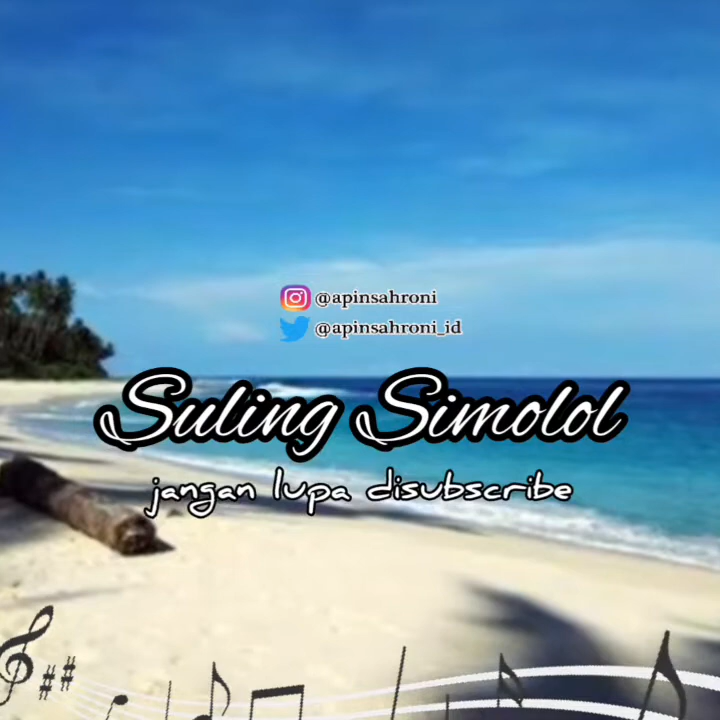 @apinsahroni
@apinsahroni_id
Suling Simolol
jangan lupa disubscribe